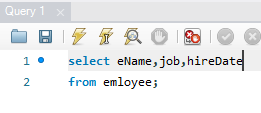 Query 1
1 select eName,job,hireDate
2 from emloyee;